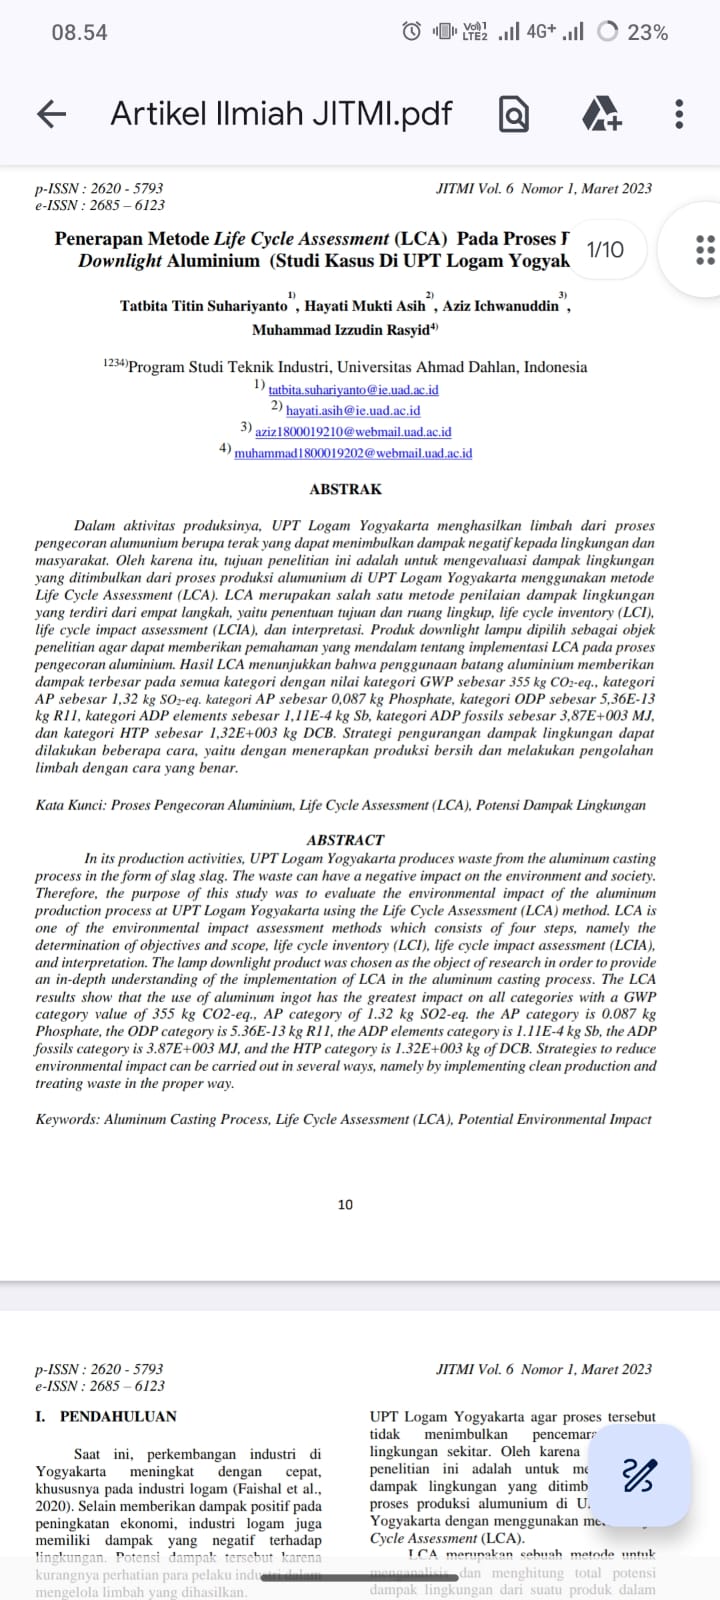 08.54
Vo)) 1
LTE2
4G+
23%
Artikel Ilmiah JITMI.pdf
p-ISSN : 2620 - 5793
JITMI Vol. 6 Nomor 1, Maret 2023
e-ISSN : 2685 – 6123
Penerapan Metode Life Cycle Assessment (LCA) Pada Proses
1/10
Downlight Aluminium (Studi Kasus Di UPT Logam Yogyak
Tatbita Titin Suhariyanto1), Hayati Mukti Asih2), Aziz Ichwanuddin3),
Muhammad Izzudin Rasyid4)
1234)Program Studi Teknik Industri, Universitas Ahmad Dahlan, Indonesia
1) tatbita.suhariyanto@ie.uad.ac.id
2) hayati.asih@ie.uad.ac.id
3) aziz1800019210@webmail.uad.ac.id
4) muhammad1800019202@webmail.uad.ac.id
ABSTRAK
Dalam aktivitas produksinya, UPT Logam Yogyakarta menghasilkan limbah dari proses
pengecoran alumunium berupa terak yang dapat menimbulkan dampak negatif kepada lingkungan dan
masyarakat. Oleh karena itu, tujuan penelitian ini adalah untuk mengevaluasi dampak lingkungan
yang ditimbulkan dari proses produksi alumunium di UPT Logam Yogyakarta menggunakan metode
Life Cycle Assessment (LCA). LCA merupakan salah satu metode penilaian dampak lingkungan
yang terdiri dari empat langkah, yaitu penentuan tujuan dan ruang lingkup, life cycle inventory (LCI),
life cycle impact assessment (LCIA), dan interpretasi. Produk downlight lampu dipilih sebagai objek
penelitian agar dapat memberikan pemahaman yang mendalam tentang implementasi LCA pada proses
pengecoran aluminium. Hasil LCA menunjukkan bahwa penggunaan batang aluminium memberikan
dampak terbesar pada semua kategori dengan nilai kategori GWP sebesar 355 kg CO2-eq., kategori
AP sebesar 1,32 kg SO2-eq. kategori AP sebesar 0,087 kg Phosphate, kategori ODP sebesar 5,36E-13
kg R11, kategori ADP elements sebesar 1,11E-4 kg Sb, kategori ADP fossils sebesar 3,87E+003 MJ,
dan kategori HTP sebesar 1,32E+003 kg DCB. Strategi pengurangan dampak lingkungan dapat
dilakukan beberapa cara, yaitu dengan menerapkan produksi bersih dan melakukan pengolahan
limbah dengan cara yang benar.
Kata Kunci: Proses Pengecoran Aluminium, Life Cycle Assessment (LCA), Potensi Dampak Lingkungan
ABSTRACT
In its production activities, UPT Logam Yogyakarta produces waste from the aluminum casting
process in the form of slag slag. The waste can have a negative impact on the environment and society.
Therefore, the purpose of this study was to evaluate the environmental impact of the aluminum
production process at UPT Logam Yogyakarta using the Life Cycle Assessment (LCA) method. LCA is
one of the environmental impact assessment methods which consists of four steps, namely the
determination of objectives and scope, life cycle inventory (LCI), life cycle impact assessment (LCIA),
and interpretation. The lamp downlight product was chosen as the object of research in order to provide
an in-depth understanding of the implementation of LCA in the aluminum casting process. The LCA
results show that the use of aluminum ingot has the greatest impact on all categories with a GWP
category value of 355 kg CO2-eq., AP category of 1.32 kg SO2-eq. the AP category is 0.087 kg
Phosphate, the ODP category is 5.36E-13 kg R11, the ADP elements category is 1.11E-4 kg Sb, the ADP
fossils category is 3.87E+003 MJ, and the HTP category is 1.32E+003 kg of DCB. Strategies to reduce
environmental impact can be carried out in several ways, namely by implementing clean production and
treating waste in the proper way.
Keywords: Aluminum Casting Process, Life Cycle Assessment (LCA), Potential Environmental Impact
10
p-ISSN : 2620 - 5793
JITMI Vol. 6 Nomor 1, Maret 2023
e-ISSN : 2685 – 6123
I. PENDAHULUAN
Saat ini, perkembangan industri di
Yogyakarta meningkat dengan cepat,
khususnya pada industri logam (Faishal et al.,
2020). Selain memberikan dampak positif pada
peningkatan ekonomi, industri logam juga
memiliki dampak yang negatif terhadap
lingkungan. Potensi dampak tersebut karena
kurangnya perhatian para pelaku industri dalam
mengelola limbah yang dihasilkan.
UPT Logam Yogyakarta agar proses tersebut
tidak menimbulkan pencemar
lingkungan sekitar. Oleh karena
penelitian ini adalah untuk me
dampak lingkungan yang ditimb
proses produksi alumunium di U
Yogyakarta dengan menggunakan me
Cycle Assessment (LCA).
LCA merupakan sebuah metode untuk
menganalisis dan menghitung total potensi
dampak lingkungan dari suatu produk dalam